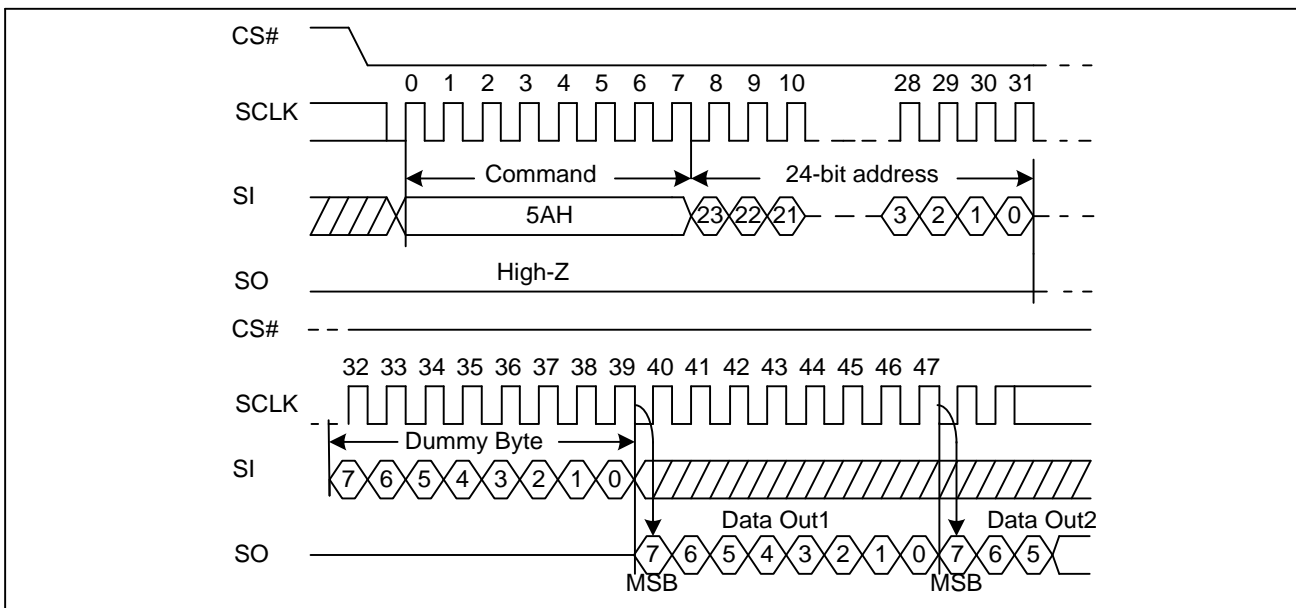 CS#
0 1 2 3 4 5 6 7 8 9 10 28 29 30 31
SCLK
Command 24-bit address
SI
5AH 23 22 21 3 2 1 0
High-Z
SO
CS#
32 33 34 35 36 37 38 39 40 41 42 43 44 45 46 47
SCLK
Dummy Byte
SI
7 6 5 4 3 2 1 0
Data Out1 Data Out2
SO
7 6 5 4 3 2 1 0 7 6 5
MSB MSB